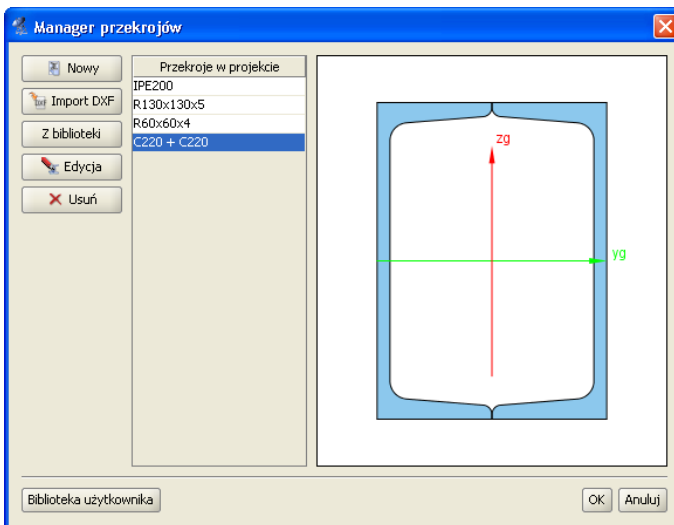 Manager przekrojów
Nowy
Import DXF
Z biblioteki
Edycja
Usuń
Przekroje w projekcie
IPE200
R130x130x5
R60x60x4
C220 + C220
zg
yg
Biblioteka użytkownika
OK
Anuluj